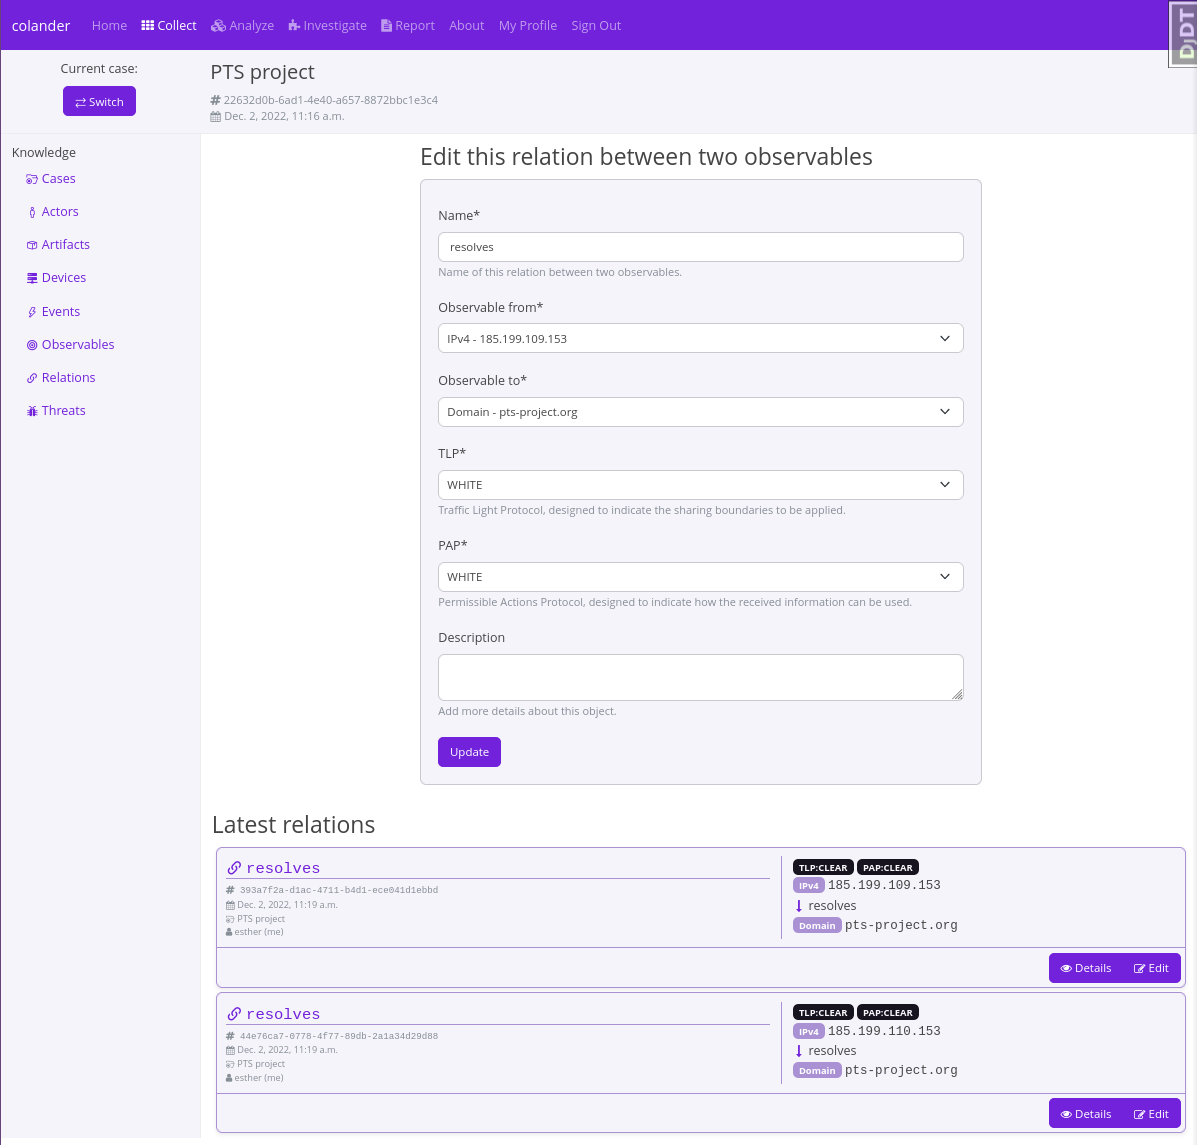 colander Home Collect Analyze Investigate Report About My Profile Sign Out
DjDT
Current case:
Switch
PTS project
22632d0b-6ad1-4e40-a657-8872bbc1e3c4
Dec. 2, 2022, 11:16 a.m.
Knowledge
Cases
Actors
Artifacts
Devices
Events
Observables
Relations
Threats
Edit this relation between two observables
Name*
resolves
Name of this relation between two observables.
Observable from*
IPv4 - 185.199.109.153
Observable to*
Domain - pts-project.org
TLP*
WHITE
Traffic Light Protocol, designed to indicate the sharing boundaries to be applied.
PAP*
WHITE
Permissible Actions Protocol, designed to indicate how the received information can be used.
Description
Add more details about this object.
Update
Latest relations
resolves
393a7f2a-d1ac-4711-b4d1-ece041d1ebbd
Dec. 2, 2022, 11:19 a.m.
PTS project
esther (me)
TLP:CLEAR PAP:CLEAR
IPv4 185.199.109.153
resolves
Domain pts-project.org
Details Edit
resolves
44e76ca7-0778-4f77-89db-2a1a34d29d88
Dec. 2, 2022, 11:19 a.m.
PTS project
esther (me)
TLP:CLEAR PAP:CLEAR
IPv4 185.199.110.153
resolves
Domain pts-project.org
Details Edit